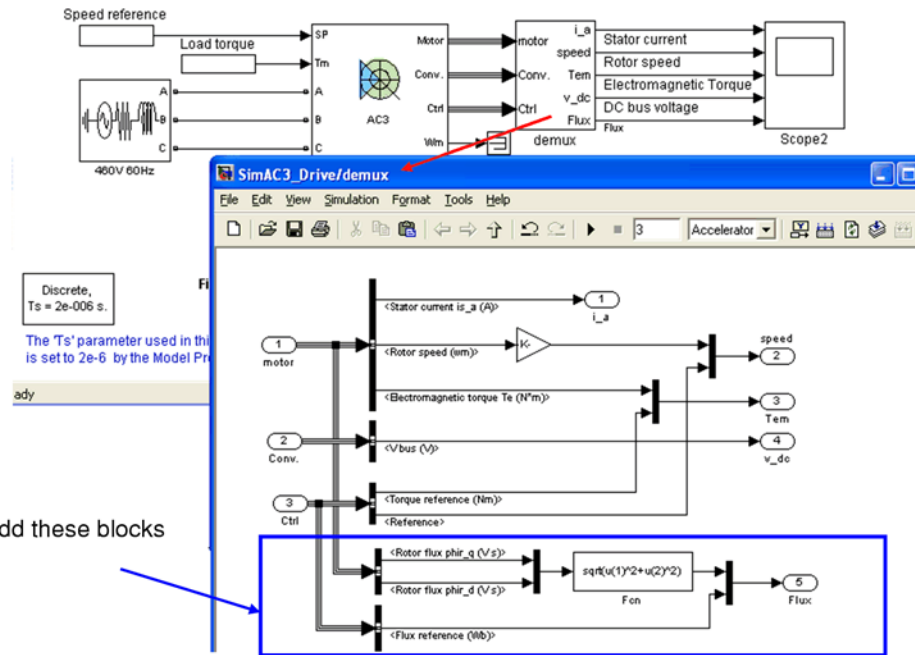 Speed reference
Load torque
SP
Tm
A
B
C
A
B
C
460V 60Hz
AC3
Motor
Conv.
Ctrl
Wm
motor
Conv.
Ctrl
i_a
speed
Tem
v_dc
Flux
demux
Stator current
Rotor speed
Electromagnetic Torque
DC bus voltage
Flux
Scope2
SimAC3_Drive/demux
File Edit View Simulation Format Tools Help
3
Accelerator
Discrete,
Ts = 2e-006 s.
Fi
The 'Ts' parameter used in thi
is set to 2e-6 by the Model Pr
ady
1
motor
<Stator current is_a (A)>
1
i_a
<Rotor speed (wm)>
K-
speed
2
<Electromagnetic torque Te (N*m)>
3
Tem
2
Conv.
<Vbus (V)>
4
v_dc
3
Ctrl
<Torque reference (Nm)>
<Reference>
dd these blocks
<Rotor flux phir_q (Vs)>
<Rotor flux phir_d (Vs)>
sqrt(u(1)^2+u(2)^2)
Fcn
5
Flux
<Flux reference (Wb)>